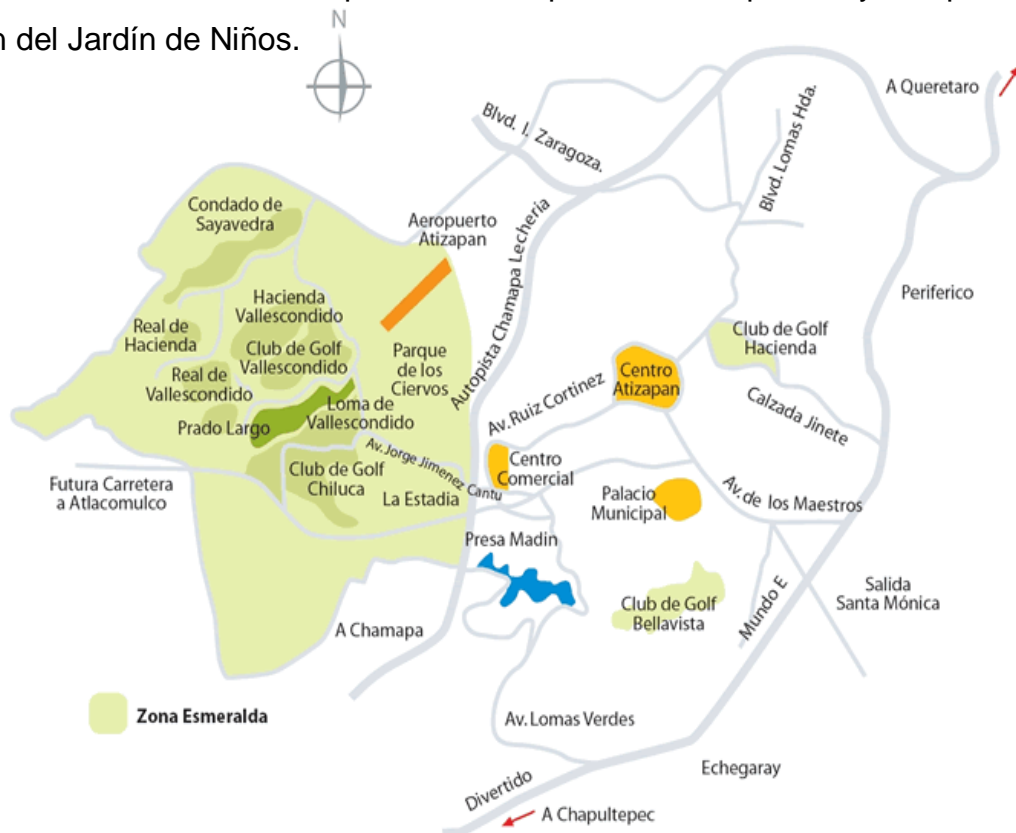 n del Jardín de Niños.
N
A Queretaro
Blvd. I. Zaragoza.
Blvd. Lomas Hda.
Condado de
Sayavedra
Aeropuerto
Atizapan
Autopista Chamapa Lecheria
Periferico
Hacienda
Vallescondido
Real de
Hacienda
Club de Golf
Vallescondido
Parque
de los
Ciervos
Club de Golf
Hacienda
Real de
Vallescondido
Centro
Atizapan
Av. Ruiz Cortinez
Calzada Jinete
Loma de
Vallescondido
Prado Largo
Av. Jorge Jimenez Cantu
Centro
Comercial
Club de Golf
Chiluca
La Estadia
Futura Carretera
a Atlacomulco
Palacio
Municipal
Av. de los Maestros
Presa Madin
Salida
Santa Mónica
Club de Golf
Bellavista
Mundo E
A Chamapa
Zona Esmeralda
Av. Lomas Verdes
Echegaray
Divertido
A Chapultepec